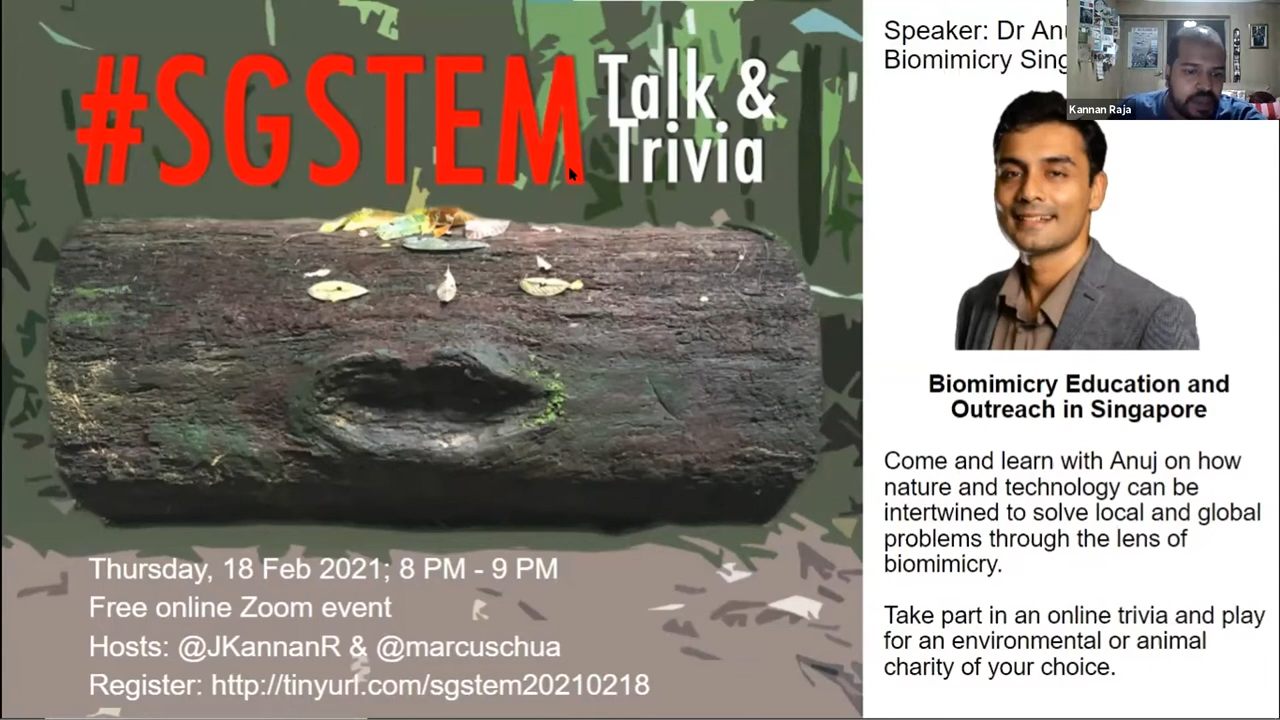 #SGSTEM Talk &
Trivia
Thursday, 18 Feb 2021; 8 PM - 9 PM
Free online Zoom event
Hosts: @JKannanR & @marcuschua
Register: http://tinyurl.com/sgstem20210218
Speaker: Dr Anu
Biomimicry Sing
Kannan Raja
Biomimicry Education and
Outreach in Singapore
Come and learn with Anuj on how
nature and technology can be
intertwined to solve local and global
problems through the lens of
biomimicry.
Take part in an online trivia and play
for an environmental or animal
charity of your choice.